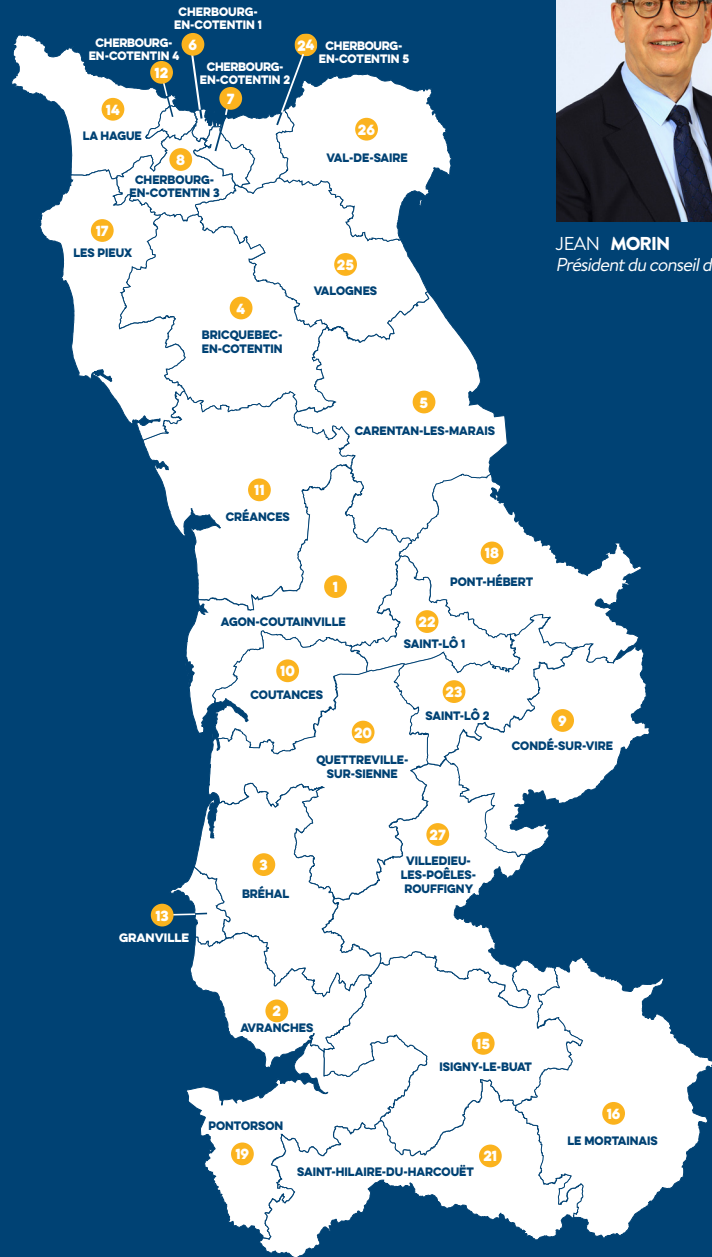 CHERBOURG-
EN-COTENTIN 1
6
CHERBOURG-
EN-COTENTIN 4
12
CHERBOURG-
EN-COTENTIN 2
7
24
CHERBOURG-
EN-COTENTIN 5
14
LA HAGUE
26
VAL-DE-SAIRE
8
CHERBOURG-
EN-COTENTIN 3
17
LES PIEUX
25
VALOGNES
JEAN MORIN
Président du conseil d
4
BRICQUEBEC-
EN-COTENTIN
5
CARENTAN-LES-MARAIS
11
CRÉANCES
18
PONT-HÉBERT
1
AGON-COUTAINVILLE
22
SAINT-LÔ 1
10
COUTANCES
23
SAINT-LÔ 2
9
CONDÉ-SUR-VIRE
20
QUETTREVILLE-
SUR-SIENNE
27
VILLEDIEU-
LES-POÊLES-
ROUFFIGNY
3
BRÉHAL
13
GRANVILLE
2
AVRANCHES
15
ISIGNY-LE-BUAT
16
LE MORTAINAIS
PONTORSON
19
SAINT-HILAIRE-DU-HARCOUËT
21